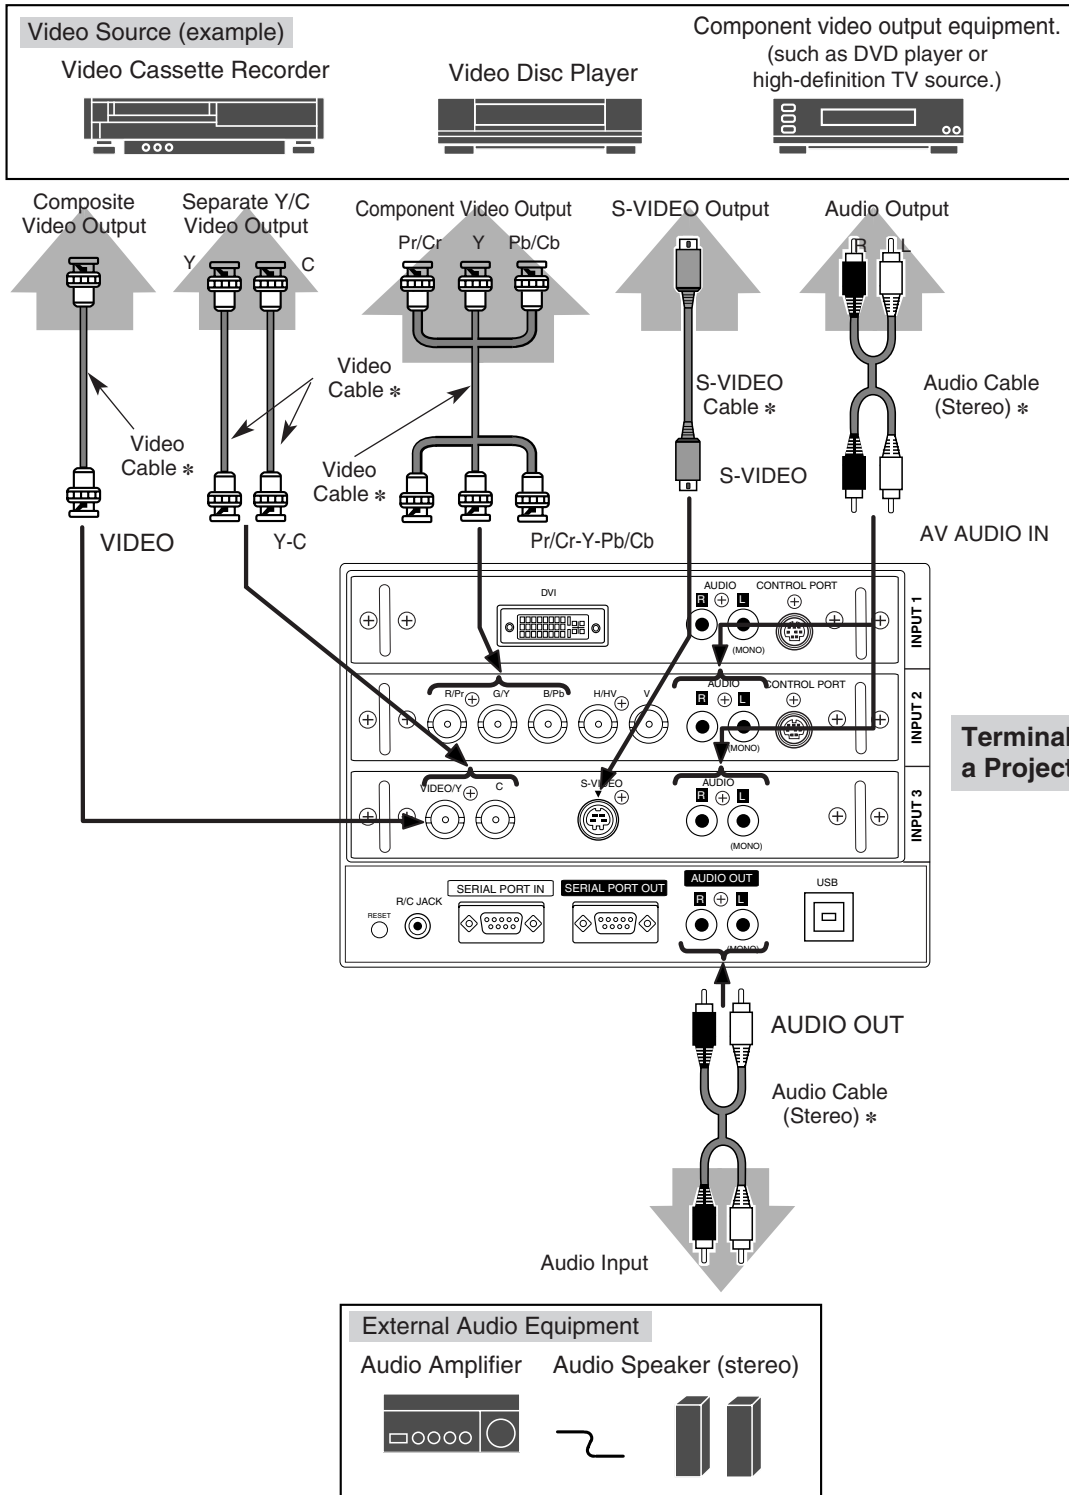 Video Source (example)
Video Cassette Recorder
Video Disc Player
Component video output equipment.
(such as DVD player or
high-definition TV source.)
Composite
Video Output
Separate Y/C
Video Output
Component Video Output
S-VIDEO Output
Audio Output
Y
C
Pr/Cr
Y
Pb/Cb
R
L
Video
Cable *
Video
Cable *
Video
Cable *
S-VIDEO
Cable *
Audio Cable
(Stereo) *
S-VIDEO
VIDEO
Y-C
Pr/Cr-Y-Pb/Cb
AV AUDIO IN
DVI
AUDIO
R
L
(MONO)
CONTROL PORT
INPUT 1
R/Pr
G/Y
B/Pb
H/HV
V
AUDIO
R
L
(MONO)
CONTROL PORT
INPUT 2
Terminal
a Project
VIDEO/Y
C
S-VIDEO
AUDIO
R
L
(MONO)
INPUT 3
RESET
R/C JACK
SERIAL PORT IN
SERIAL PORT OUT
AUDIO OUT
R
L
(MONO)
USB
AUDIO OUT
Audio Cable
(Stereo) *
Audio Input
External Audio Equipment
Audio Amplifier
Audio Speaker (stereo)